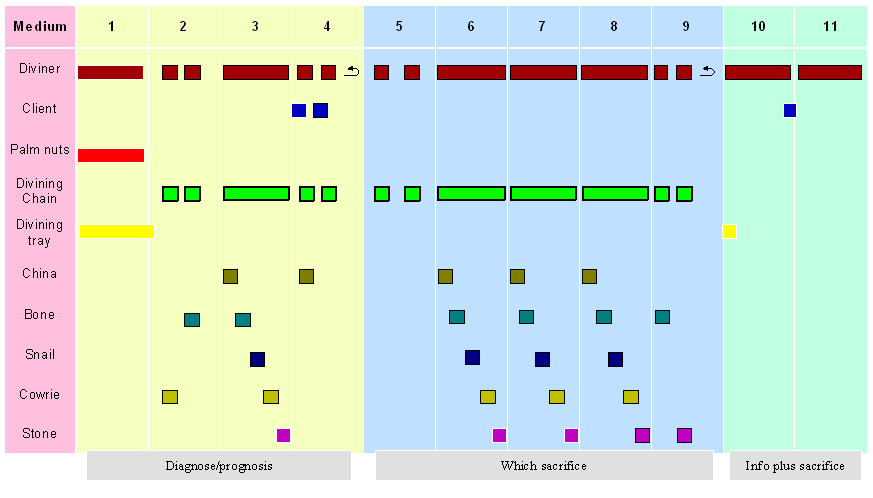 Medium 1 2 3 4 5 6 7 8 9 10 11
Diviner
Client
Palm nuts
Divining
Chain
Divining
tray
China
Bone
Snail
Cowrie
Stone
Diagnose/prognosis Which sacrifice Info plus sacrifice